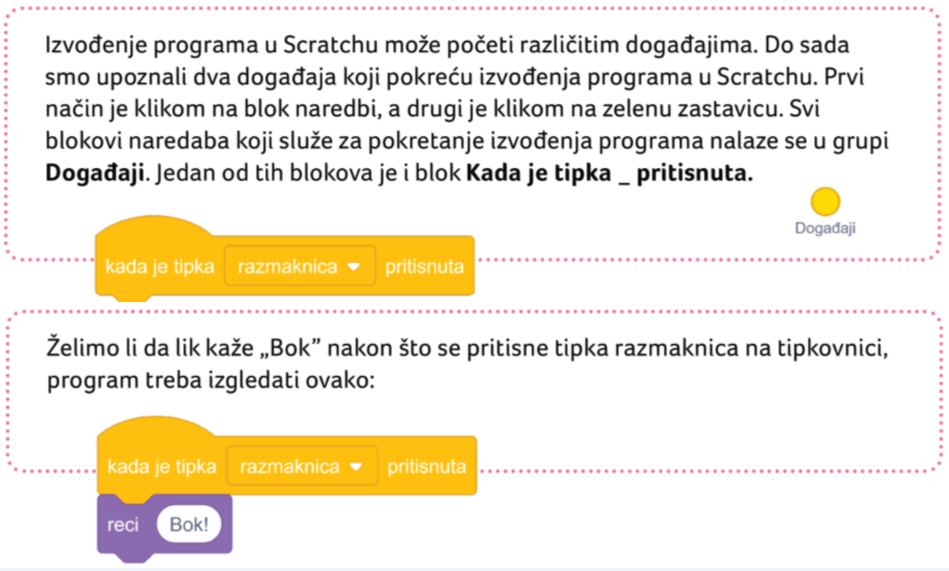 Izvođenje programa u Scratchu može početi različitim događajima. Do sada
smo upoznali dva događaja koji pokreću izvođenja programa u Scratchu. Prvi
način je klikom na blok naredbi, a drugi je klikom na zelenu zastavicu. Svi
blokovi naredaba koji služe za pokretanje izvođenja programa nalaze se u grupi
Događaji. Jedan od tih blokova je i blok Kada je tipka _ pritisnuta.
Događaji
kada je tipka razmaknica pritisnuta
Želimo li da lik kaže „Bok” nakon što se pritisne tipka razmaknica na tipkovnici,
program treba izgledati ovako:
kada je tipka razmaknica pritisnuta
reci Bok!